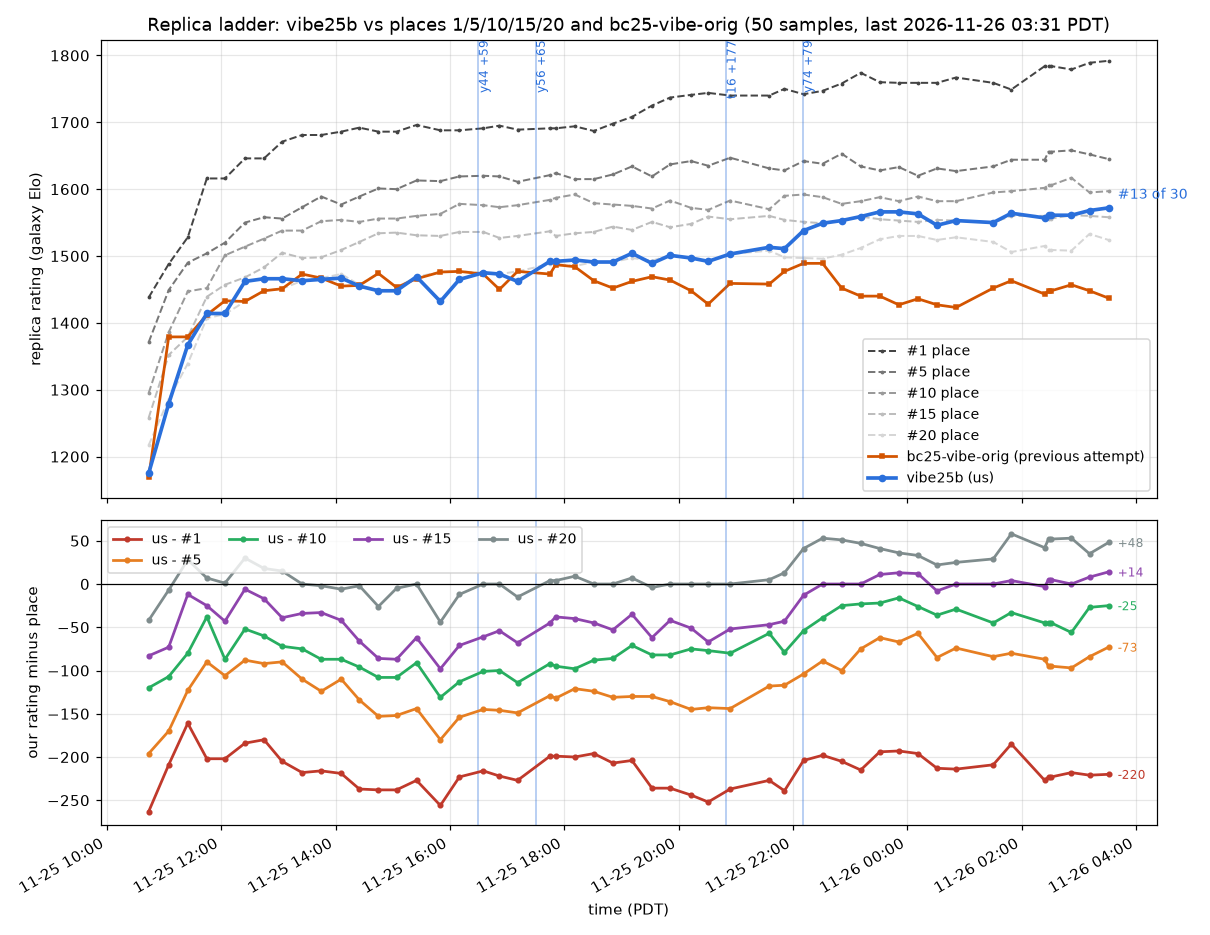 Replica ladder: vibe25b vs places 1/5/10/15/20 and bc25-vibe-orig (50 samples, last 2026-11-26 03:31 PDT)
y44 +59
y56 +65
16 +177
y74 +79
1800
1700
1600
1500
1400
1300
1200
replica rating (galaxy Elo)
#13 of 30
#1 place
#5 place
#10 place
#15 place
#20 place
bc25-vibe-orig (previous attempt)
vibe25b (us)
us - #1
us - #10
us - #15
us - #20
us - #5
50
0
−50
−100
−150
−200
−250
our rating minus place
+48
+14
-25
-73
-220
11-25 10:00
11-25 12:00
11-25 14:00
11-25 16:00
11-25 18:00
11-25 20:00
11-25 22:00
11-26 00:00
11-26 02:00
11-26 04:00
time (PDT)